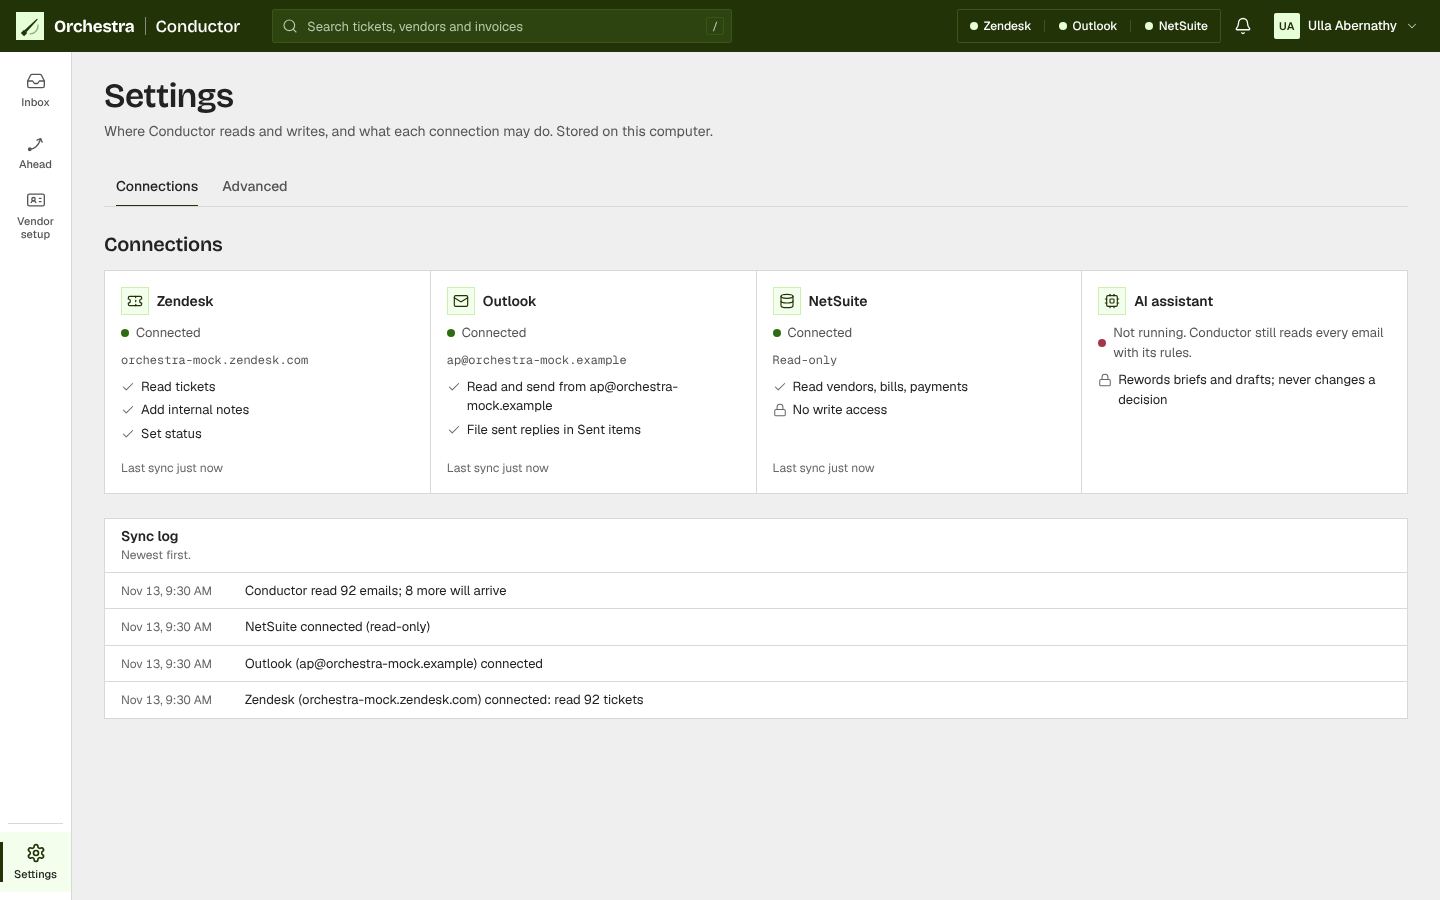 Orchestra Conductor
Search tickets, vendors and invoices /
Zendesk Outlook NetSuite
UA Ulla Abernathy
Inbox
Ahead
Vendor
setup
Settings
Settings
Where Conductor reads and writes, and what each connection may do. Stored on this computer.
Connections Advanced
Connections
Zendesk
Connected
orchestra-mock.zendesk.com
Read tickets
Add internal notes
Set status
Last sync just now
Outlook
Connected
ap@orchestra-mock.example
Read and send from ap@orchestra-
mock.example
File sent replies in Sent items
Last sync just now
NetSuite
Connected
Read-only
Read vendors, bills, payments
No write access
Last sync just now
AI assistant
Not running. Conductor still reads every email
with its rules.
Rewords briefs and drafts; never changes a
decision
Sync log
Newest first.
Nov 13, 9:30 AM Conductor read 92 emails; 8 more will arrive
Nov 13, 9:30 AM NetSuite connected (read-only)
Nov 13, 9:30 AM Outlook (ap@orchestra-mock.example) connected
Nov 13, 9:30 AM Zendesk (orchestra-mock.zendesk.com) connected: read 92 tickets